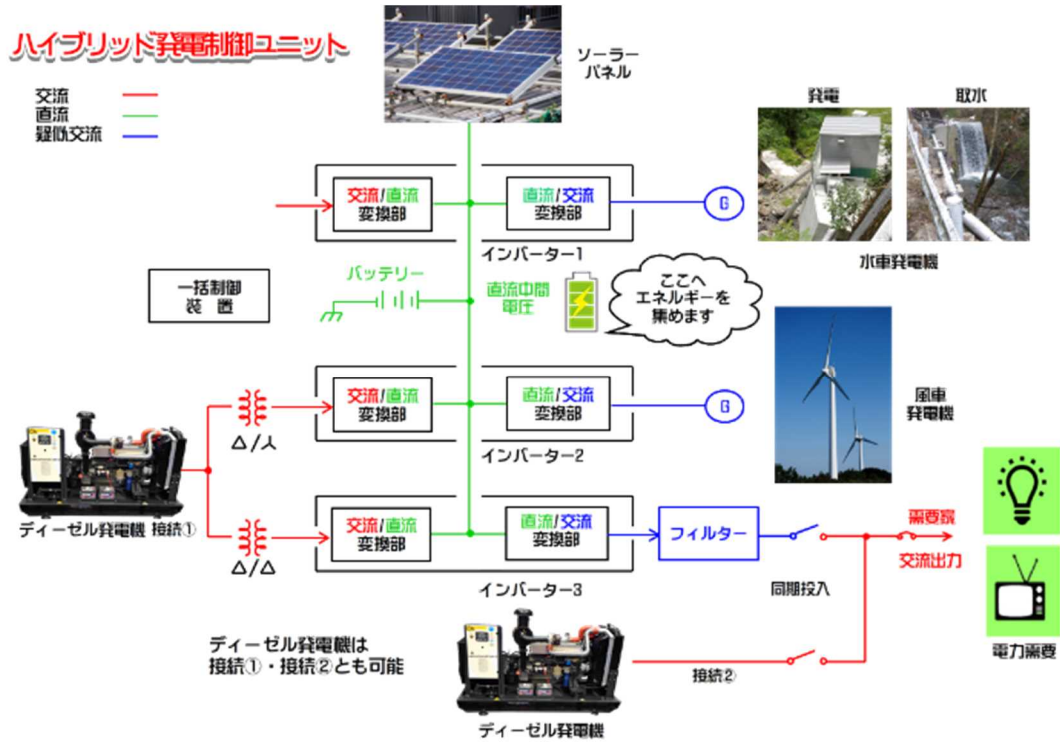 ハイブリッド発電制御ユニット
交流
直流
疑似交流
ソーラー
パネル
発電
取水
水車発電機
交流/直流
変換部
直流/交流
変換部
G
インバーター1
バッテリー
直流中間
電圧
ここへ
エネルギーを
集めます
一括制御
装 置
交流/直流
変換部
直流/交流
変換部
G
インバーター2
風車
発電機
△/人
ディーゼル発電機 接続①
△/△
交流/直流
変換部
直流/交流
変換部
インバーター3
フィルター
同期投入
需要家
交流出力
電力需要
ディーゼル発電機は
接続①・接続②とも可能
接続②
ディーゼル発電機